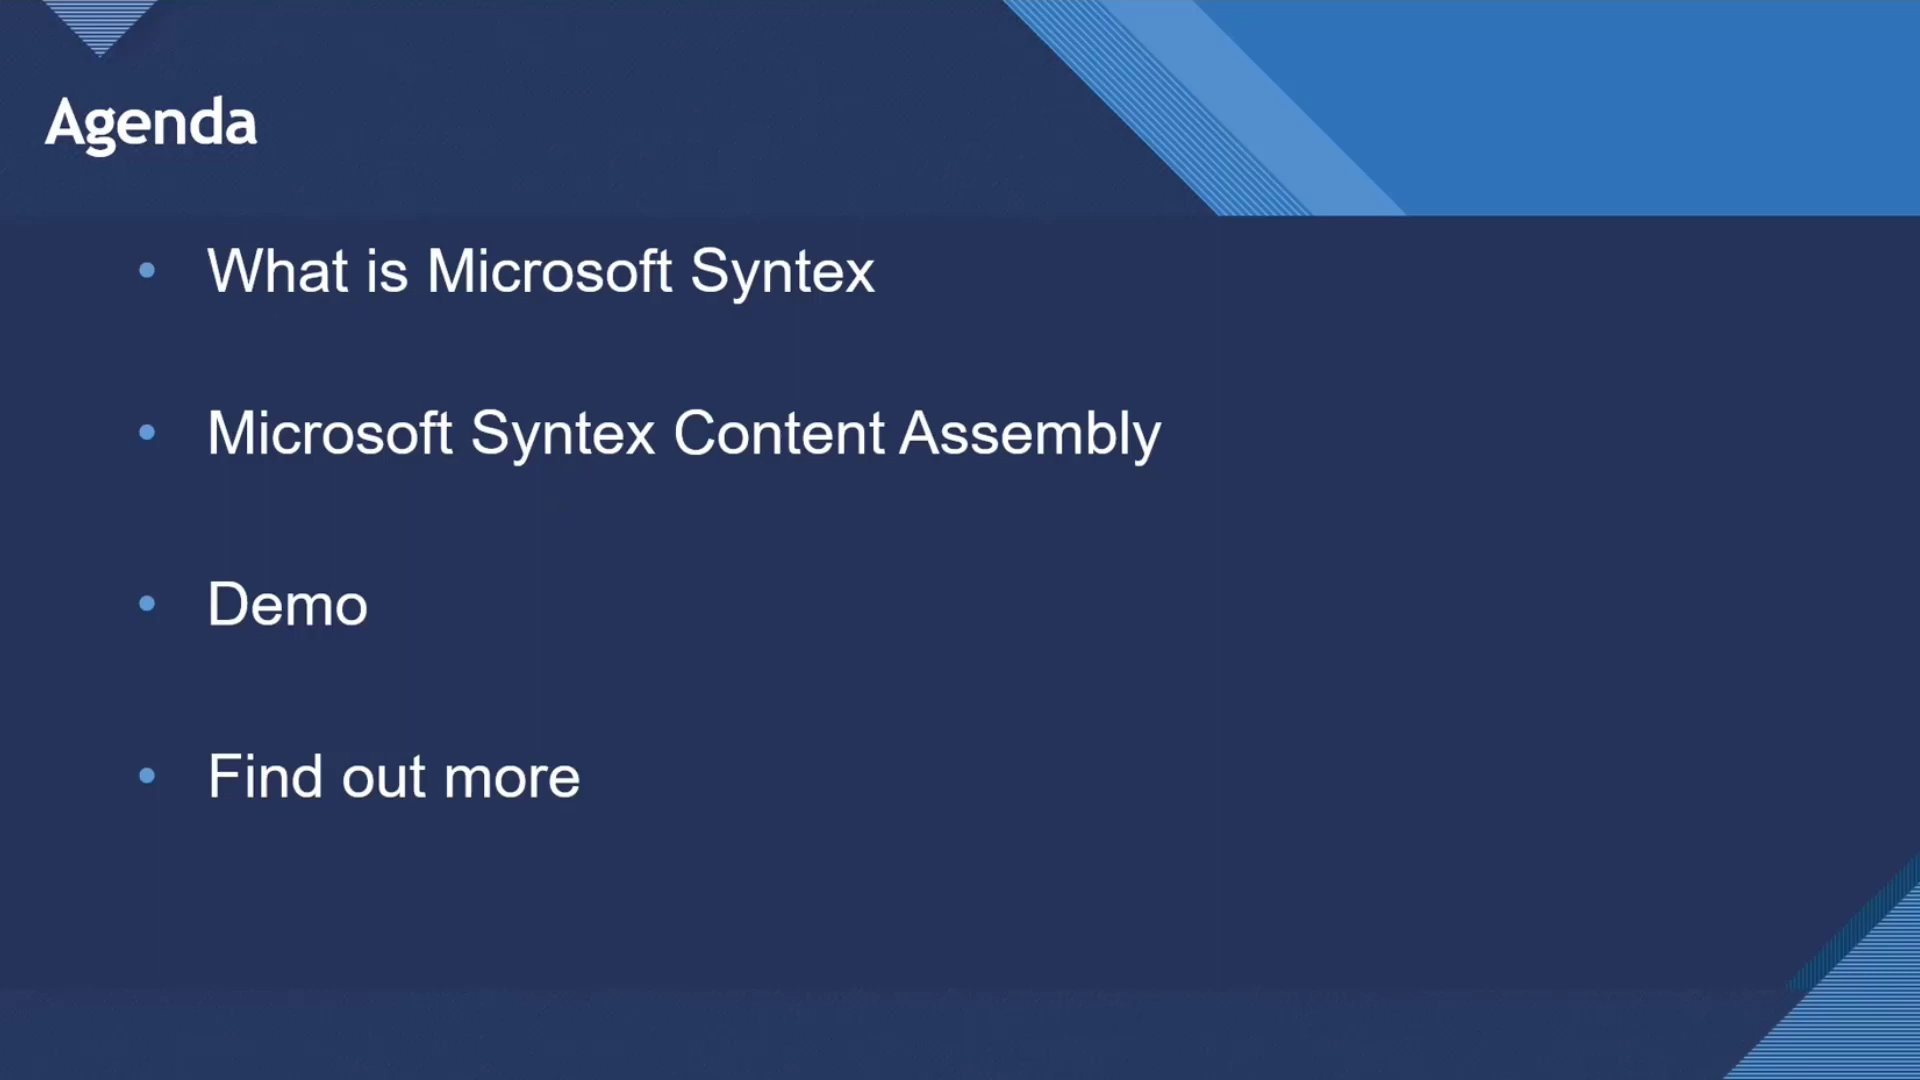 Agenda
• What is Microsoft Syntex
• Microsoft Syntex Content Assembly
• Demo
• Find out more